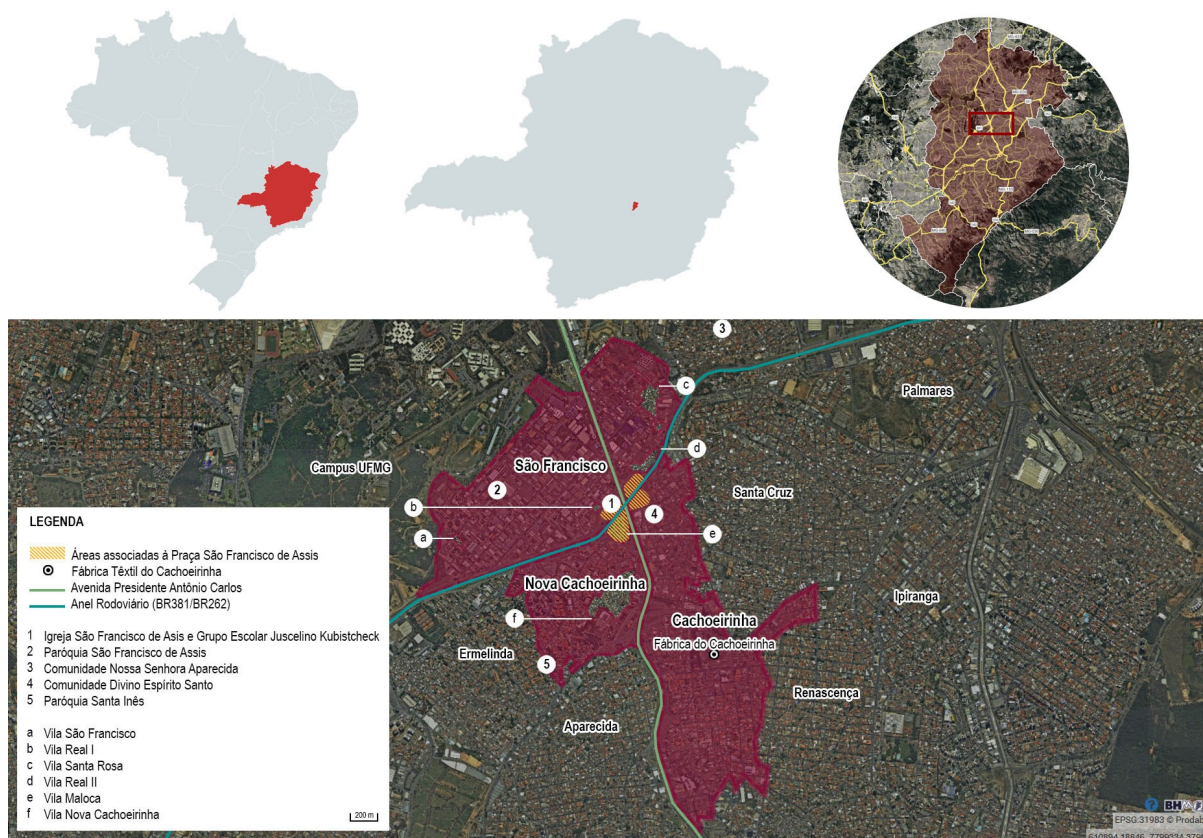 3
c
Palmares
d
Campus UFMG
São Francisco
2
Santa Cruz
b
1
4
a
e
Nova Cachoeirinha
Ipiranga
f
Cachoeirinha
Fábrica do Cachoeirinha
Ermelinda
5
Renascença
Aparecida
LEGENDA
Áreas associadas à Praça São Francisco de Assis
Fábrica Têxtil do Cachoeirinha
Avenida Presidente Antônio Carlos
Anel Rodoviário (BR381/BR262)
1 Igreja São Francisco de Asis e Grupo Escolar Juscelino Kubistcheck
2 Paróquia São Francisco de Assis
3 Comunidade Nossa Senhora Aparecida
4 Comunidade Divino Espírito Santo
5 Paróquia Santa Inês
a Vila São Francisco
b Vila Real I
c Vila Santa Rosa
d Vila Real II
e Vila Maloca
f Vila Nova Cachoeirinha
200 m
EPSG:31983 © Prodab